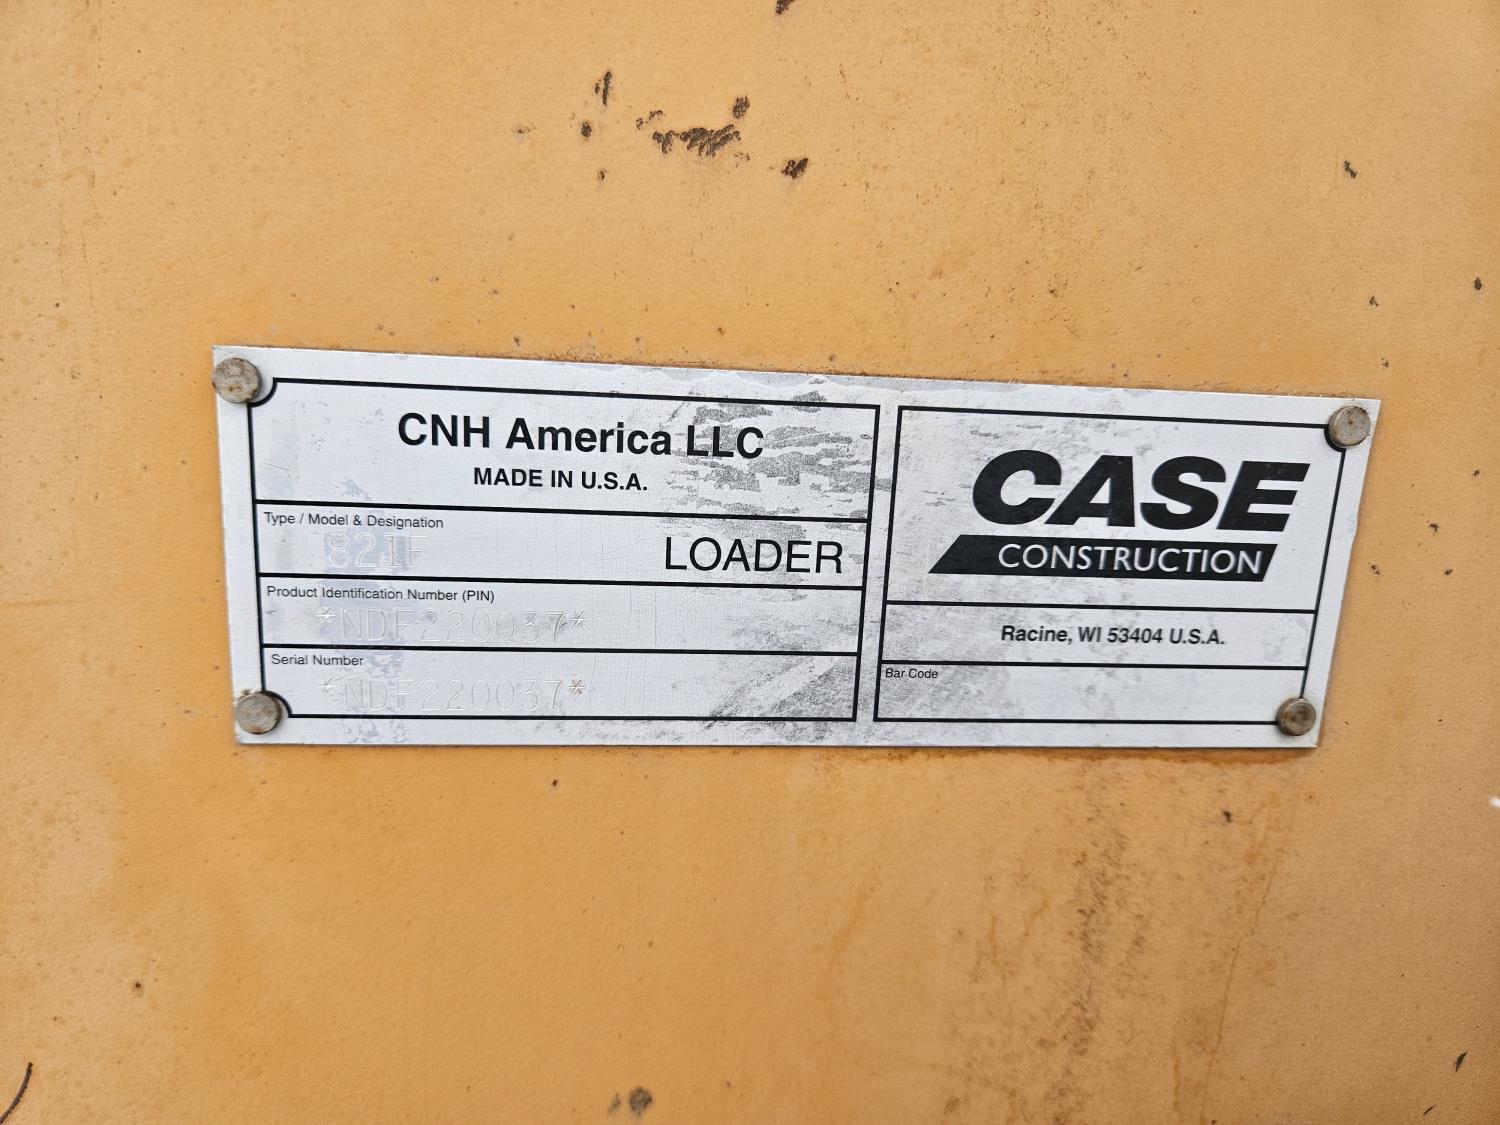 CNH America LLC
MADE IN U.S.A.
Type / Model & Designation
821F LOADER
Product Identification Number (PIN)
*NDF220037*
Serial Number
*NDF220037*
CASE
CONSTRUCTION
Racine, WI 53404 U.S.A.
Bar Code